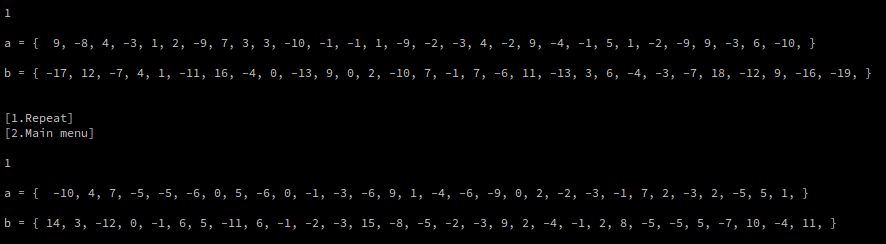 1
a = {  9, -8, 4, -3, 1, 2, -9, 7, 3, 3, -10, -1, -1, 1, -9, -2, -3, 4, -2, 9, -4, -1, 5, 1, -2, -9, 9, -3, 6, -10, }
b = { -17, 12, -7, 4, 1, -11, 16, -4, 0, -13, 9, 0, 2, -10, 7, -1, 7, -6, 11, -13, 3, 6, -4, -3, -7, 18, -12, 9, -16, -19, }
[1.Repeat]
[2.Main menu]
1
a = {  -10, 4, 7, -5, -5, -6, 0, 5, -6, 0, -1, -3, -6, 9, 1, -4, -6, -9, 0, 2, -2, -3, -1, 7, 2, -3, 2, -5, 5, 1, }
b = { 14, 3, -12, 0, -1, 6, 5, -11, 6, -1, -2, -3, 15, -8, -5, -2, -3, 9, 2, -4, -1, 2, 8, -5, -5, 5, -7, 10, -4, 11, }